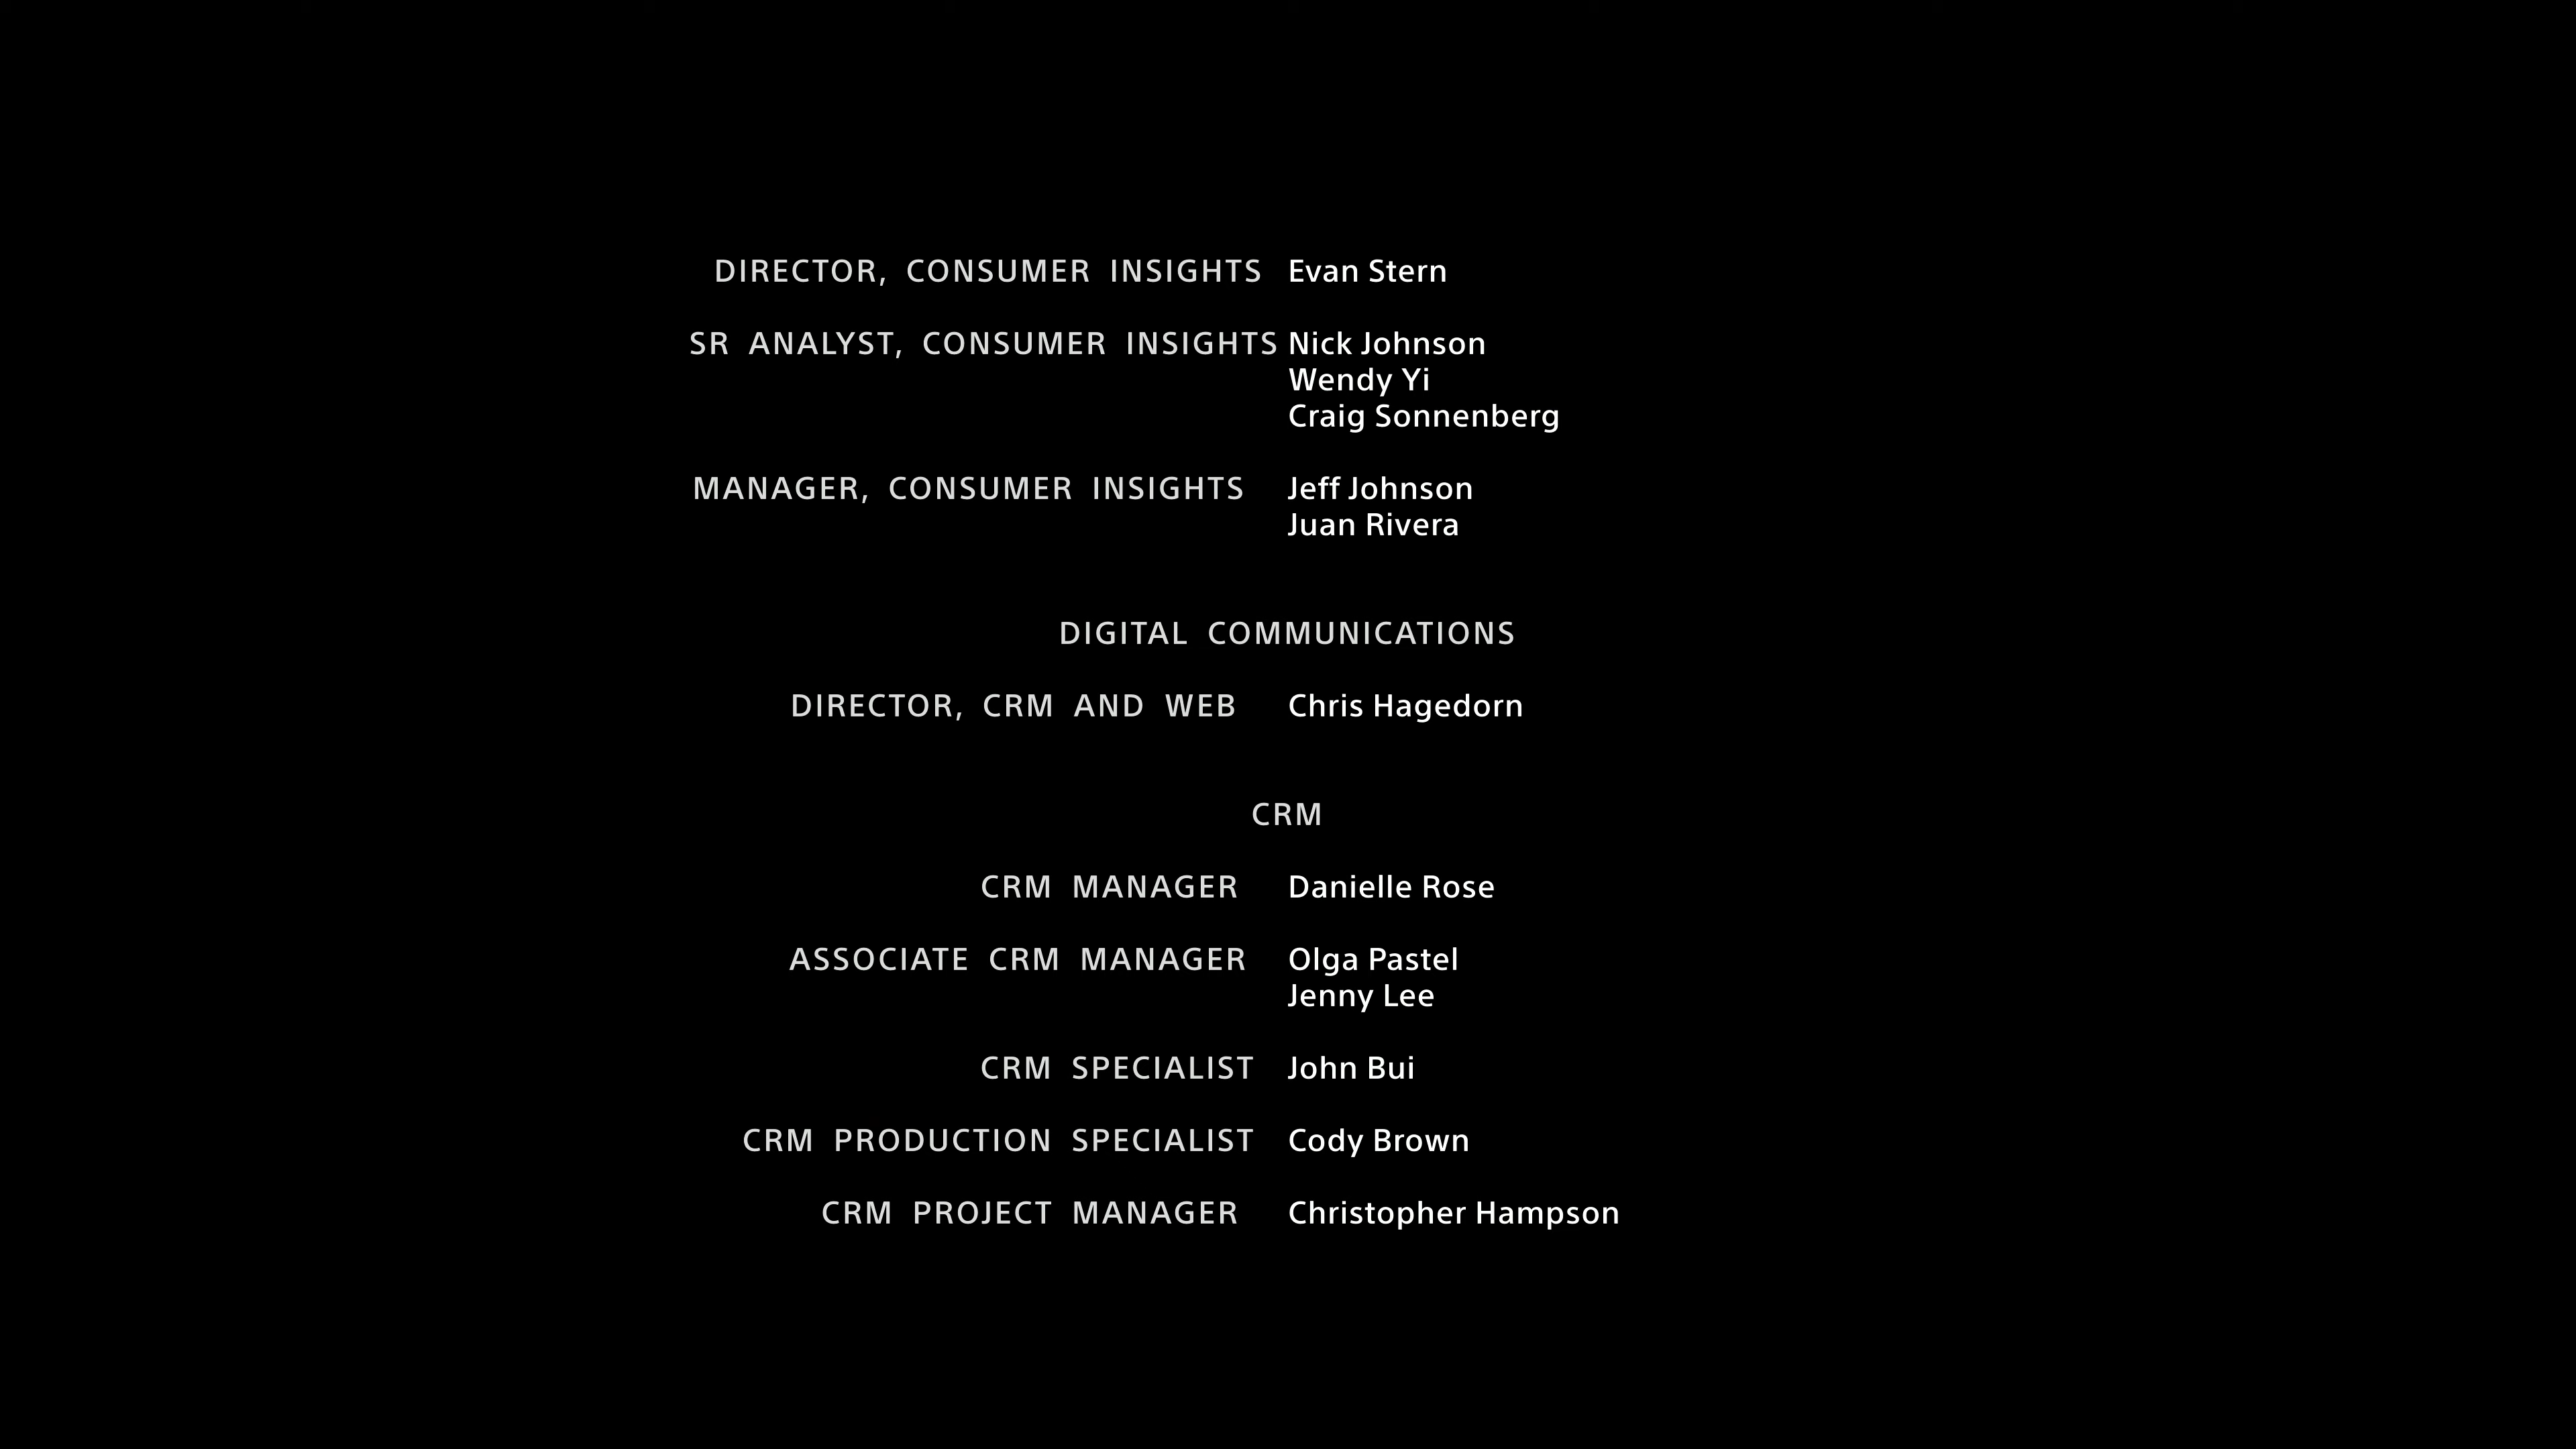 DIRECTOR, CONSUMER INSIGHTS Evan Stern
SR ANALYST, CONSUMER INSIGHTS Nick Johnson
Wendy Yi
Craig Sonnenberg
MANAGER, CONSUMER INSIGHTS Jeff Johnson
Juan Rivera
DIGITAL COMMUNICATIONS
DIRECTOR, CRM AND WEB Chris Hagedorn
CRM
CRM MANAGER Danielle Rose
ASSOCIATE CRM MANAGER Olga Pastel
Jenny Lee
CRM SPECIALIST John Bui
CRM PRODUCTION SPECIALIST Cody Brown
CRM PROJECT MANAGER Christopher Hampson